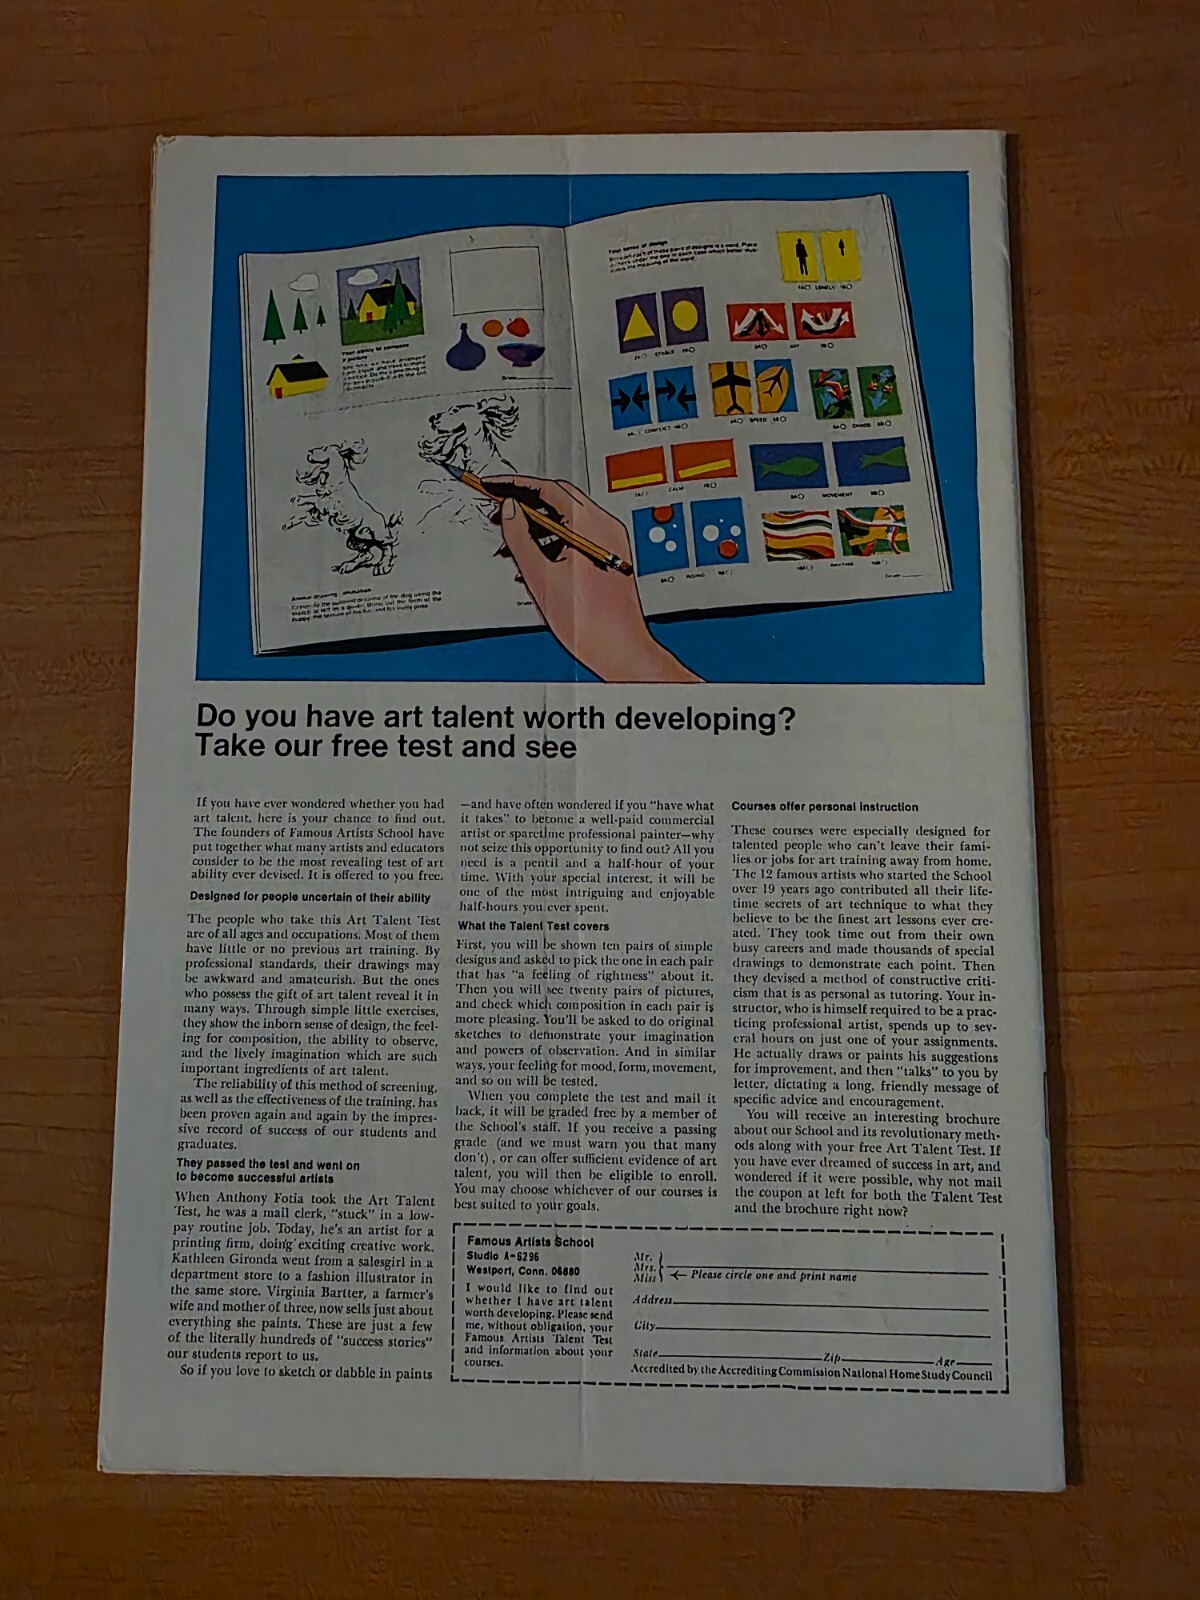 Your sense of design
LONELY
STABLE
CONFLICT
SPEED
CHAOS
CALM
MOVEMENT
RISING
Your ability to compose
a picture
Animal drawing
Do you have art talent worth developing?
Take our free test and see
If you have ever wondered whether you had
art talent, here is your chance to find out.
The founders of Famous Artists School have
put together what many artists and educators
consider to be the most revealing test of art
ability ever devised. It is offered to you free.
Designed for people uncertain of their ability
The people who take this Art Talent Test
are of all ages and occupations. Most of them
have little or no previous art training. By
professional standards, their drawings may
be awkward and amateurish. But the ones
who possess the gift of art talent reveal it in
many ways. Through simple little exercises,
they show the inborn sense of design, the feel-
ing for composition, the ability to observe,
and the lively imagination which are such
important ingredients of art talent.
The reliability of this method of screening,
as well as the effectiveness of the training, has
been proven again and again by the impres-
sive record of success of our students and
graduates.
They passed the test and went on
to become successful artists
When Anthony Fotia took the Art Talent
Test, he was a mail clerk, "stuck" in a low-
pay routine job. Today, he's an artist for a
printing firm, doing exciting creative work.
Kathleen Gironda went from a salesgirl in a
department store to a fashion illustrator in
the same store. Virginia Bartter, a farmer's
wife and mother of three, now sells just about
everything she paints. These are just a few
of the literally hundreds of "success stories"
our students report to us.
So if you love to sketch or dabble in paints
—and have often wondered if you "have what
it takes" to become a well-paid commercial
artist or sparetime professional painter—why
not seize this opportunity to find out? All you
need is a pencil and a half-hour of your
time. With your special interest, it will be
one of the most intriguing and enjoyable
half-hours you ever spent.
What the Talent Test covers
First, you will be shown ten pairs of simple
designs and asked to pick the one in each pair
that has "a feeling of rightness" about it.
Then you will see twenty pairs of pictures,
and check which composition in each pair is
more pleasing. You'll be asked to do original
sketches to demonstrate your imagination
and powers of observation. And in similar
ways, your feeling for mood, form, movement,
and so on will be tested.
When you complete the test and mail it
back, it will be graded free by a member of
the School's staff. If you receive a passing
grade (and we must warn you that many
don't), or can offer sufficient evidence of art
talent, you will then be eligible to enroll.
You may choose whichever of our courses is
best suited to your goals.
Courses offer personal instruction
These courses were especially designed for
talented people who can't leave their fami-
lies or jobs for art training away from home.
The 12 famous artists who started the School
over 19 years ago contributed all their life-
time secrets of art technique to what they
believe to be the finest art lessons ever cre-
ated. They took time out from their own
busy careers and made thousands of special
drawings to demonstrate each point. Then
they devised a method of constructive criti-
cism that is as personal as tutoring. Your in-
structor, who is himself required to be a prac-
ticing professional artist, spends up to sev-
eral hours on just one of your assignments.
He actually draws or paints his suggestions
for improvement, and then "talks" to you by
letter, dictating a long, friendly message of
specific advice and encouragement.
You will receive an interesting brochure
about our School and its revolutionary meth-
ods along with your free Art Talent Test. If
you have ever dreamed of success in art, and
wondered if it were possible, why not mail
the coupon at left for both the Talent Test
and the brochure right now?
Famous Artists School
Studio A-6296
Westport, Conn. 06880
I would like to find out
whether I have art talent
worth developing. Please send
me, without obligation, your
Famous Artists Talent Test
and information about your
courses.
Mr.
Mrs.
Miss
Please circle one and print name
Address
City
State Zip Age
Accredited by the Accrediting Commission National Home Study Council